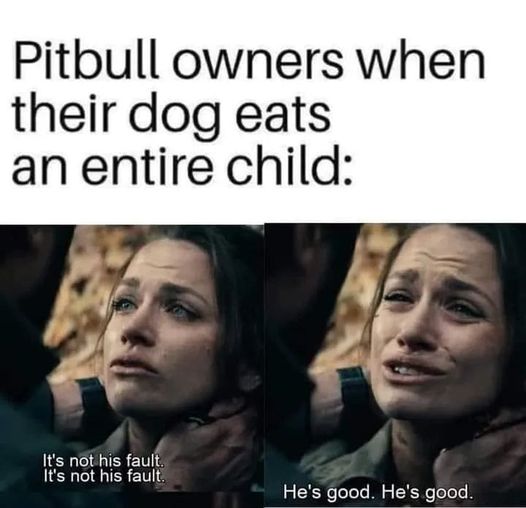 Pitbull owners when
their dog eats
an entire child:
It's not his fault.
It's not his fault.
He's good. He's good.